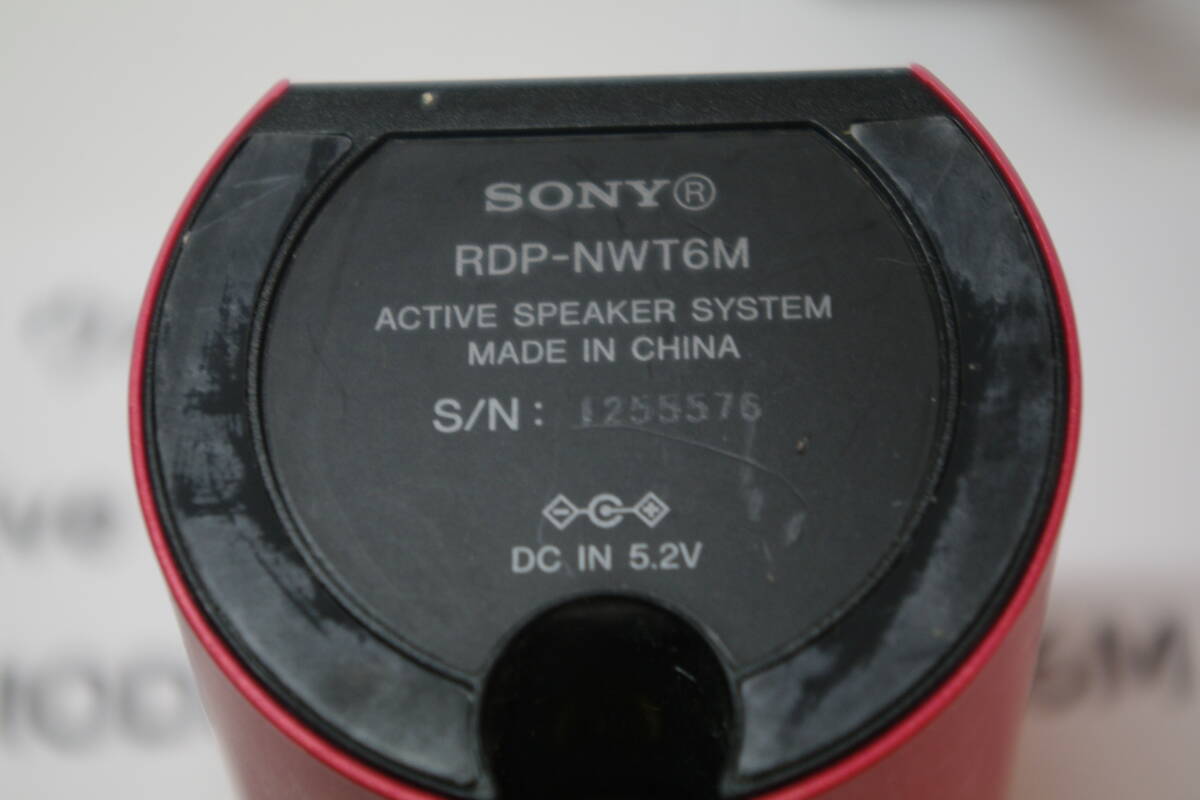 SONY®
RDP-NWT6M
ACTIVE SPEAKER SYSTEM
MADE IN CHINA
S/N: 1255576
DC IN 5.2V